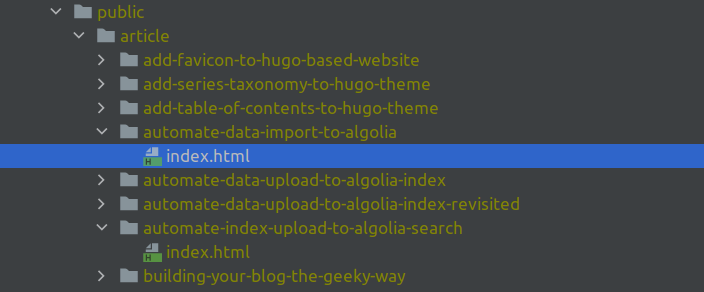 public
article
add-favicon-to-hugo-based-website
add-series-taxonomy-to-hugo-theme
add-table-of-contents-to-hugo-theme
automate-data-import-to-algolia
index.html
automate-data-upload-to-algolia-index
automate-data-upload-to-algolia-index-revisited
automate-index-upload-to-algolia-search
index.html
building-your-blog-the-geeky-way